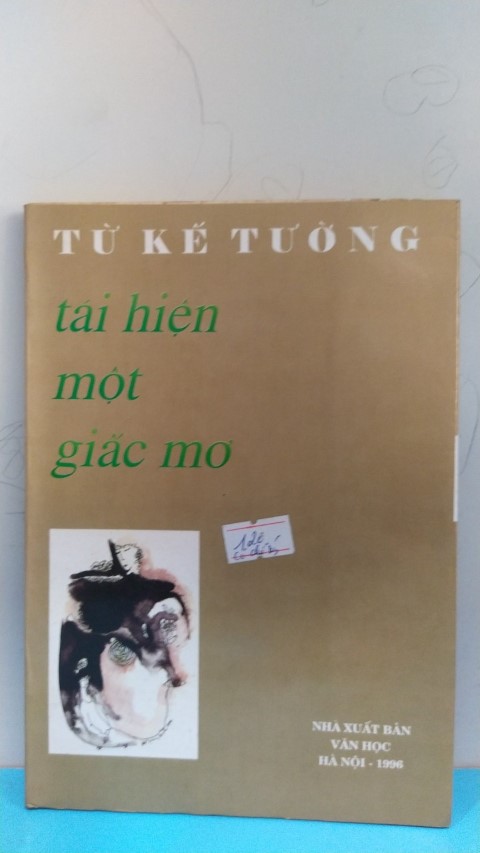 TỪ KẾ TƯỜNG
tái hiện
một
giấc mơ
NHÀ XUẤT BẢN
VĂN HỌC
HÀ NỘI - 1996